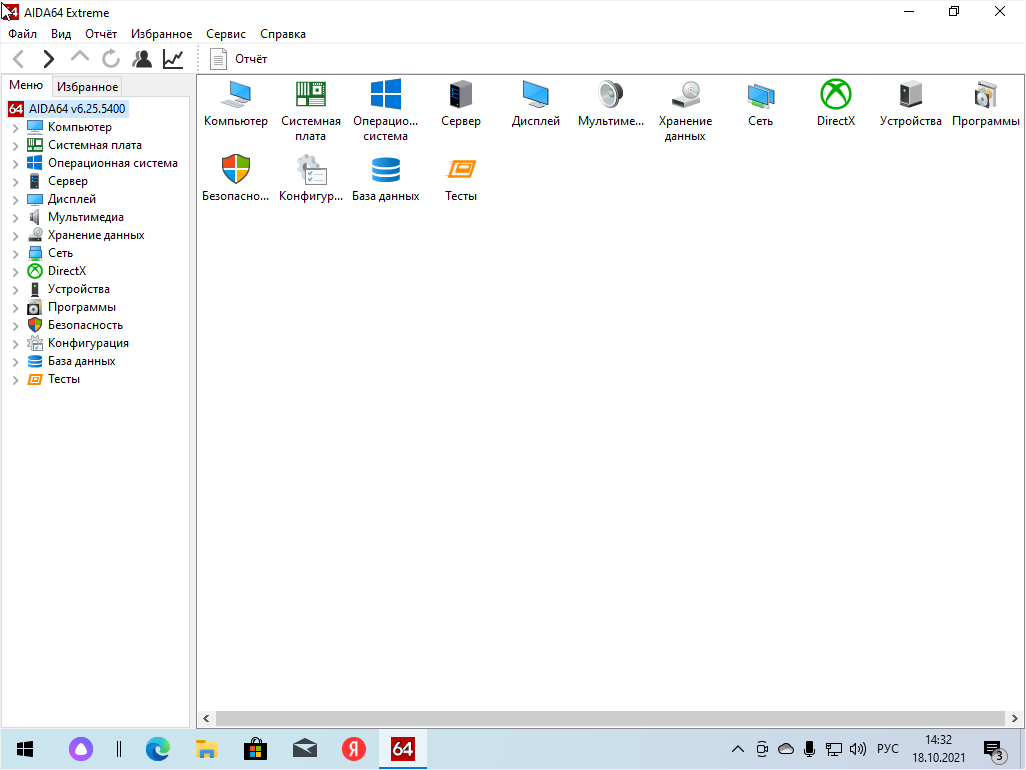 64 AIDA64 Extreme
Файл Вид Отчёт Избранное Сервис Справка
Отчёт
Меню Избранное
64 AIDA64 v6.25.5400
Компьютер
Системная плата
Операционная система
Сервер
Дисплей
Мультимедиа
Хранение данных
Сеть
DirectX
Устройства
Программы
Безопасность
Конфигурация
База данных
Тесты
Компьютер Системная Операцио... Сервер Дисплей Мультиме... Хранение Сеть DirectX Устройства Программы
плата система данных
Безопасно... Конфигур... База данных Тесты
Я 64 РУС 14:32
18.10.2021 3